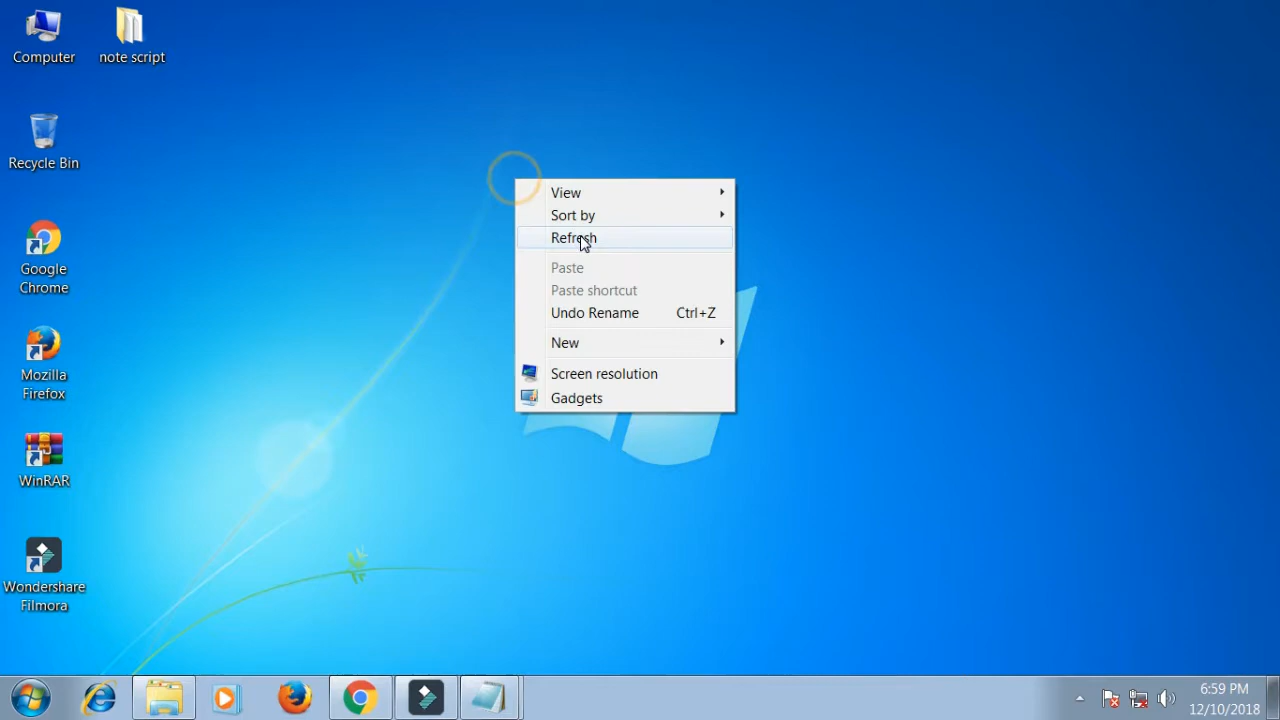 Computer
note script
Recycle Bin
Google
Chrome
Mozilla
Firefox
WinRAR
Wondershare
Filmora
View
Sort by
Refresh
Paste
Paste shortcut
Undo Rename Ctrl+Z
New
Screen resolution
Gadgets
6:59 PM
12/10/2018